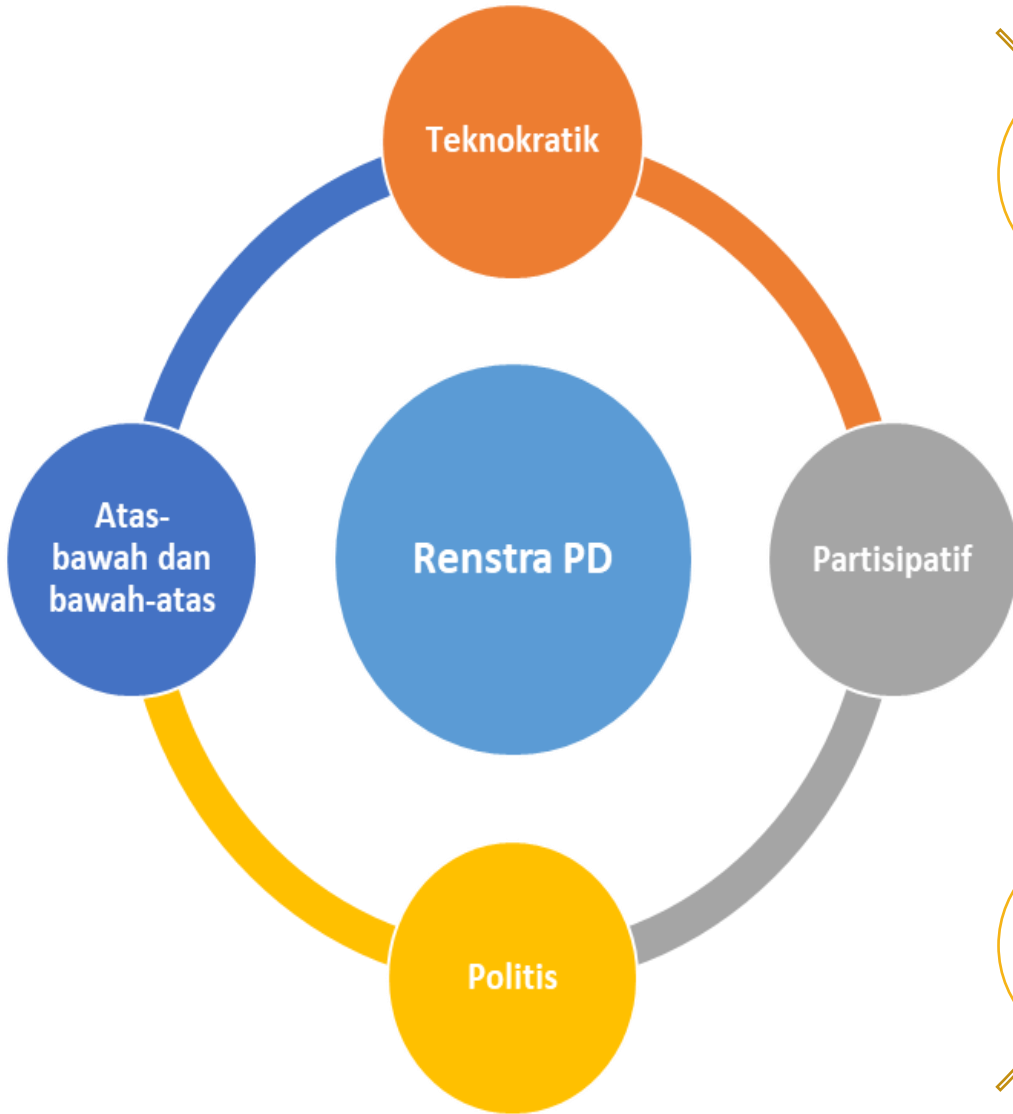 Teknokratik
Atas-
bawah dan
bawah-atas
Renstra PD
Partisipatif
Politis